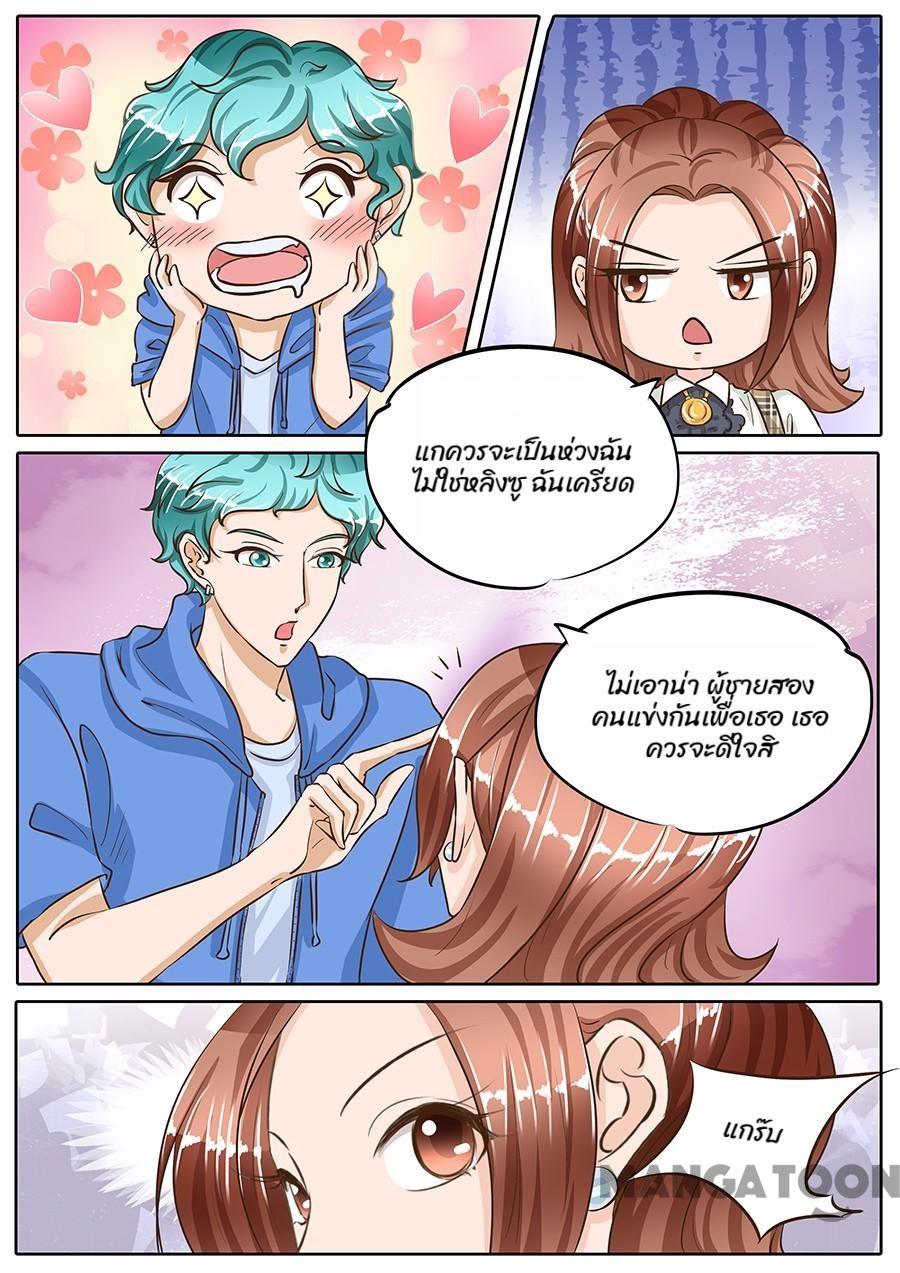 แกควรจะเป็นห่วงฉัน
ไม่ใช่หลิงซู ฉันเครียด
ไม่เอาน่า ผู้ชายสอง
คนแข่งกันเพื่อเธอ เธอ
ควรจะดีใจสิ
แกร๊บ
MANGATOON